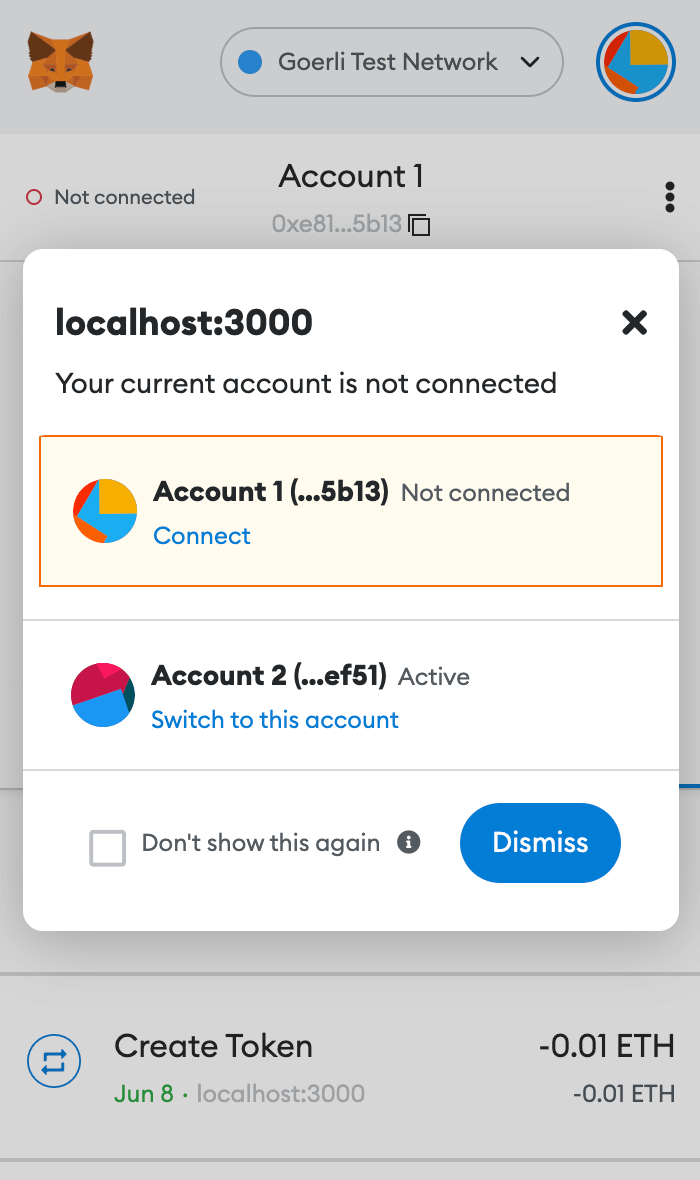 Goerli Test Network
Account 1
Not connected
0xe81...5b13
localhost:3000
Your current account is not connected
Account 1 (...5b13) Not connected
Connect
Account 2 (...ef51) Active
Switch to this account
Don't show this again
Dismiss
Create Token -0.01 ETH
Jun 8 · localhost:3000 -0.01 ETH